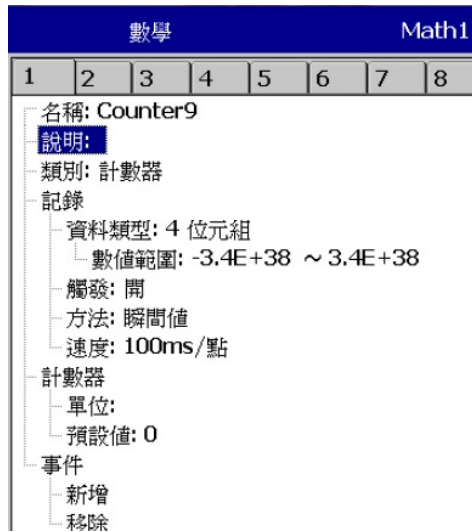 數學 Math1
1 2 3 4 5 6 7 8
名稱: Counter9
說明:
類別: 計數器
記錄
資料類型: 4 位元組
數值範圍: -3.4E+38 ~ 3.4E+38
觸發: 開
方法: 瞬間值
速度: 100ms/點
計數器
單位:
預設值: 0
事件
新增
移除